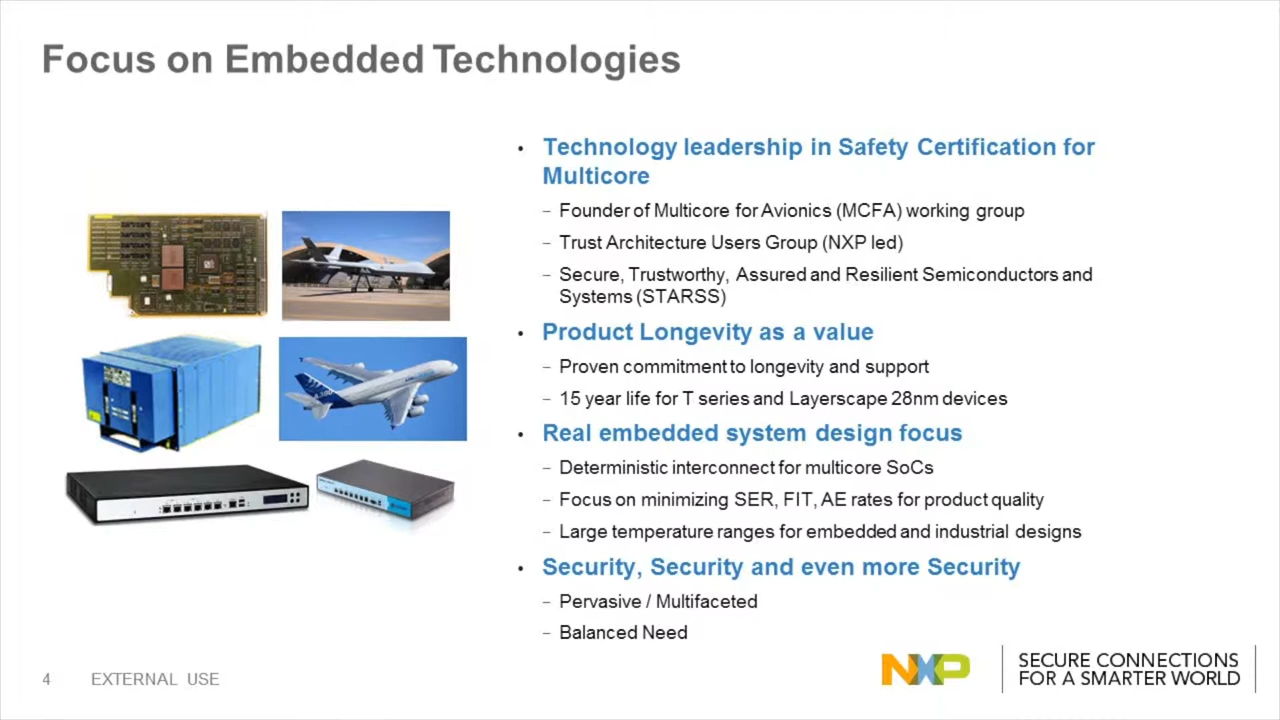 Focus on Embedded Technologies
• Technology leadership in Safety Certification for
Multicore
− Founder of Multicore for Avionics (MCFA) working group
− Trust Architecture Users Group (NXP led)
− Secure, Trustworthy, Assured and Resilient Semiconductors and
Systems (STARSS)
• Product Longevity as a value
− Proven commitment to longevity and support
− 15 year life for T series and Layerscape 28nm devices
• Real embedded system design focus
− Deterministic interconnect for multicore SoCs
− Focus on minimizing SER, FIT, AE rates for product quality
− Large temperature ranges for embedded and industrial designs
• Security, Security and even more Security
− Pervasive / Multifaceted
− Balanced Need
4 EXTERNAL USE
NXP
SECURE CONNECTIONS
FOR A SMARTER WORLD